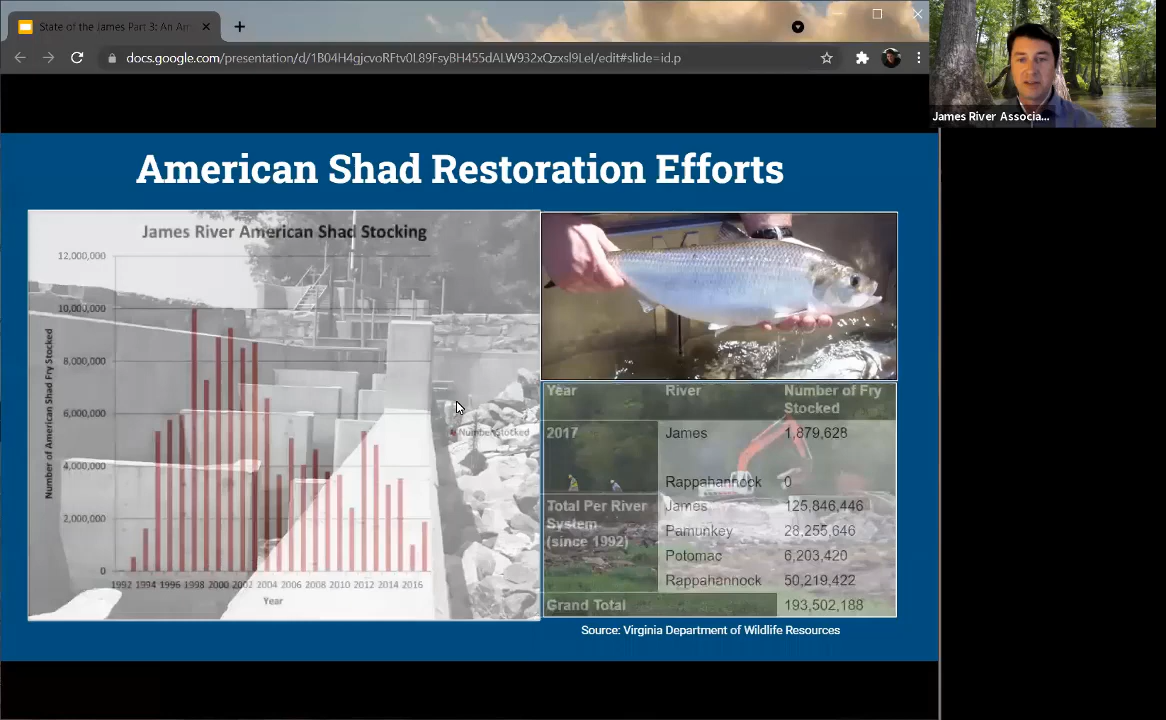 State of the James Part 3: An Am
docs.google.com/presentation/d/1B04H4gjcvoRFtv0L89FsyBH455dALW932xQzxsl9LeI/edit#slide=id.p
James River Associa...
American Shad Restoration Efforts
James River American Shad Stocking
Number of American Shad Fry Stocked
12,000,000
10,000,000
8,000,000
6,000,000
4,000,000
2,000,000
0
1992 1994 1996 1998 2000 2002 2004 2006 2008 2010 2012 2014 2016
Year
Number Stocked
Year River Number of Fry
Stocked
2017 James 1,879,628
Rappahannock 0
Total Per River James 125,846,446
System Pamunkey 28,255,646
(since 1992) Potomac 6,203,420
Rappahannock 50,219,422
Grand Total 193,502,188
Source: Virginia Department of Wildlife Resources